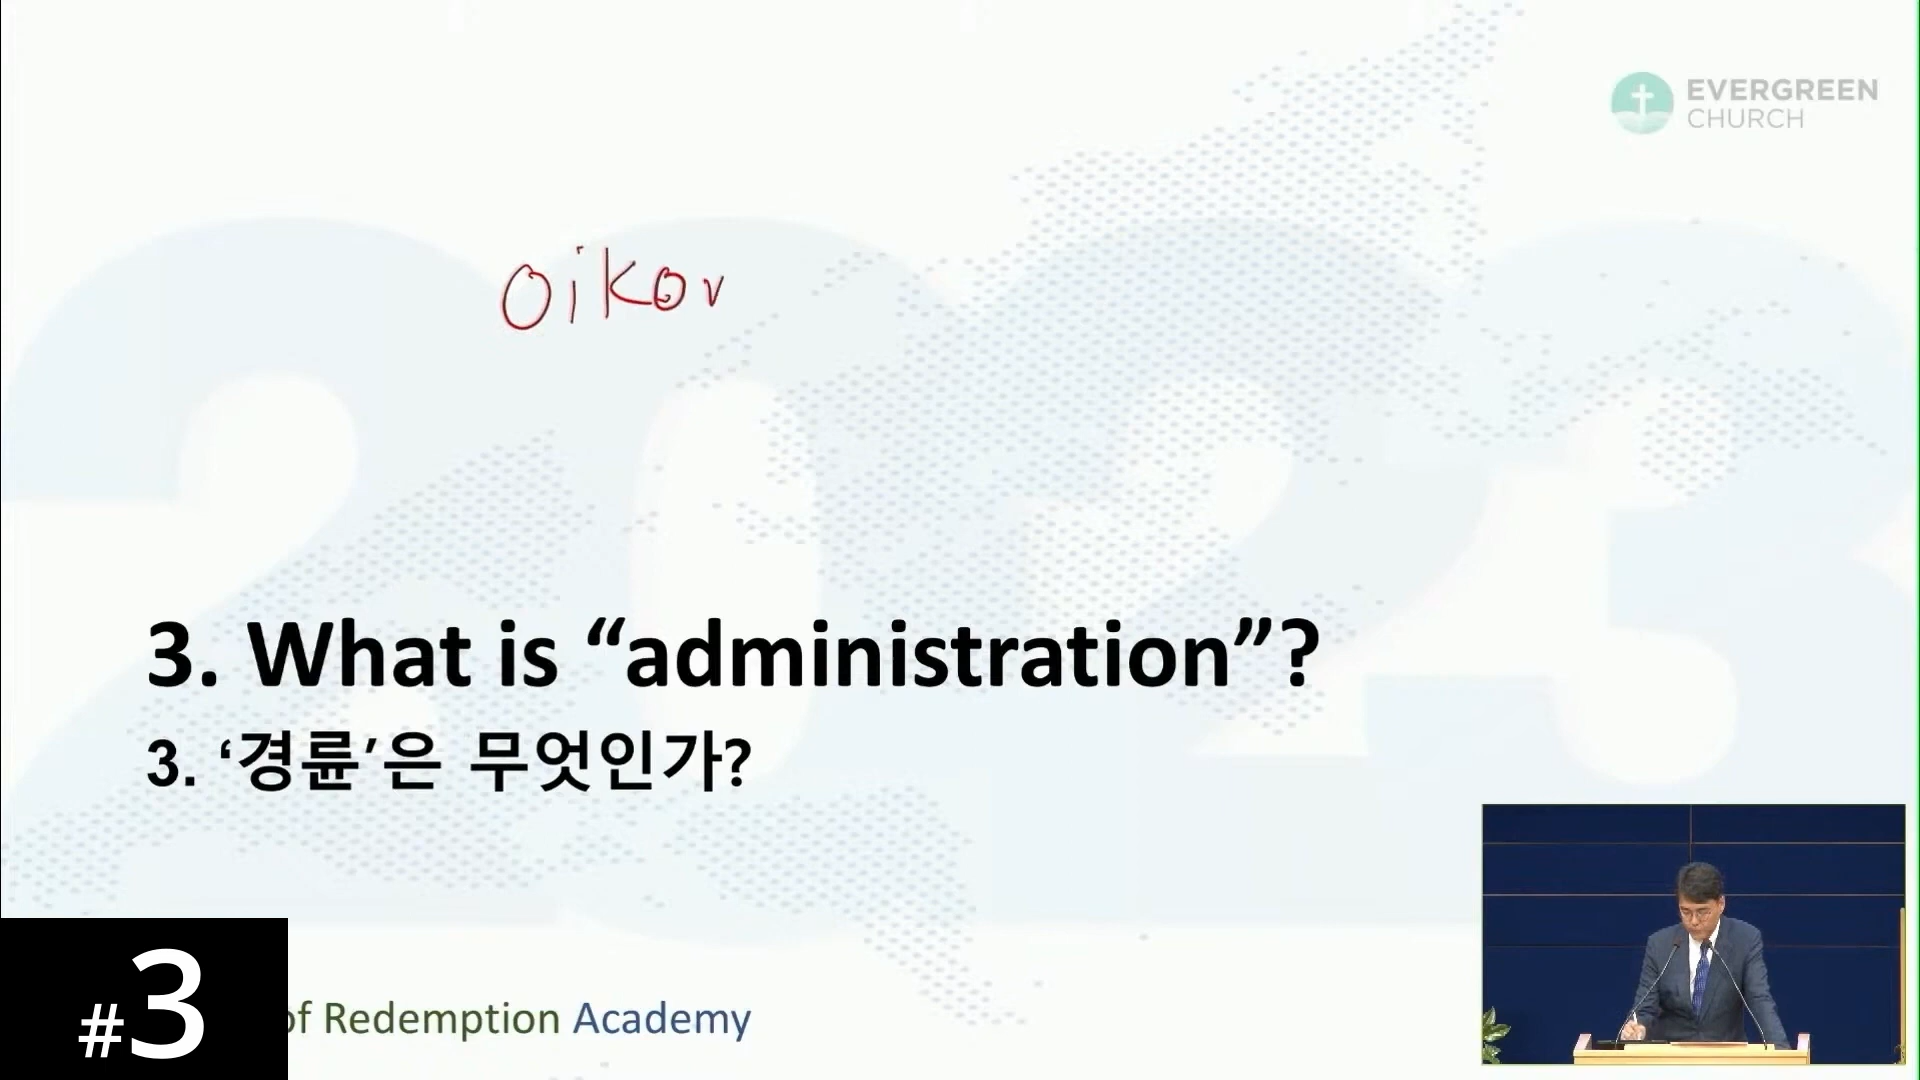 EVERGREEN
CHURCH
oikov
3. What is “administration”?
3. ‘경륜’은 무엇인가?
#3
of Redemption Academy